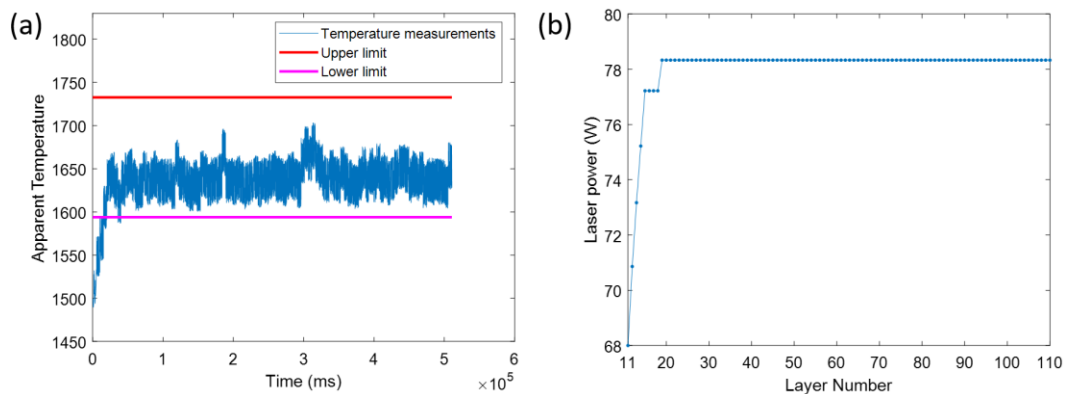 (a)
Apparent Temperature
1800
1750
1700
1650
1600
1550
1500
1450
Temperature measurements
Upper limit
Lower limit
0 1 2 3 4 5 6
Time (ms)
×10⁵
(b)
Laser power (W)
80
78
76
74
72
70
68
11 20 30 40 50 60 70 80 90 100 110
Layer Number